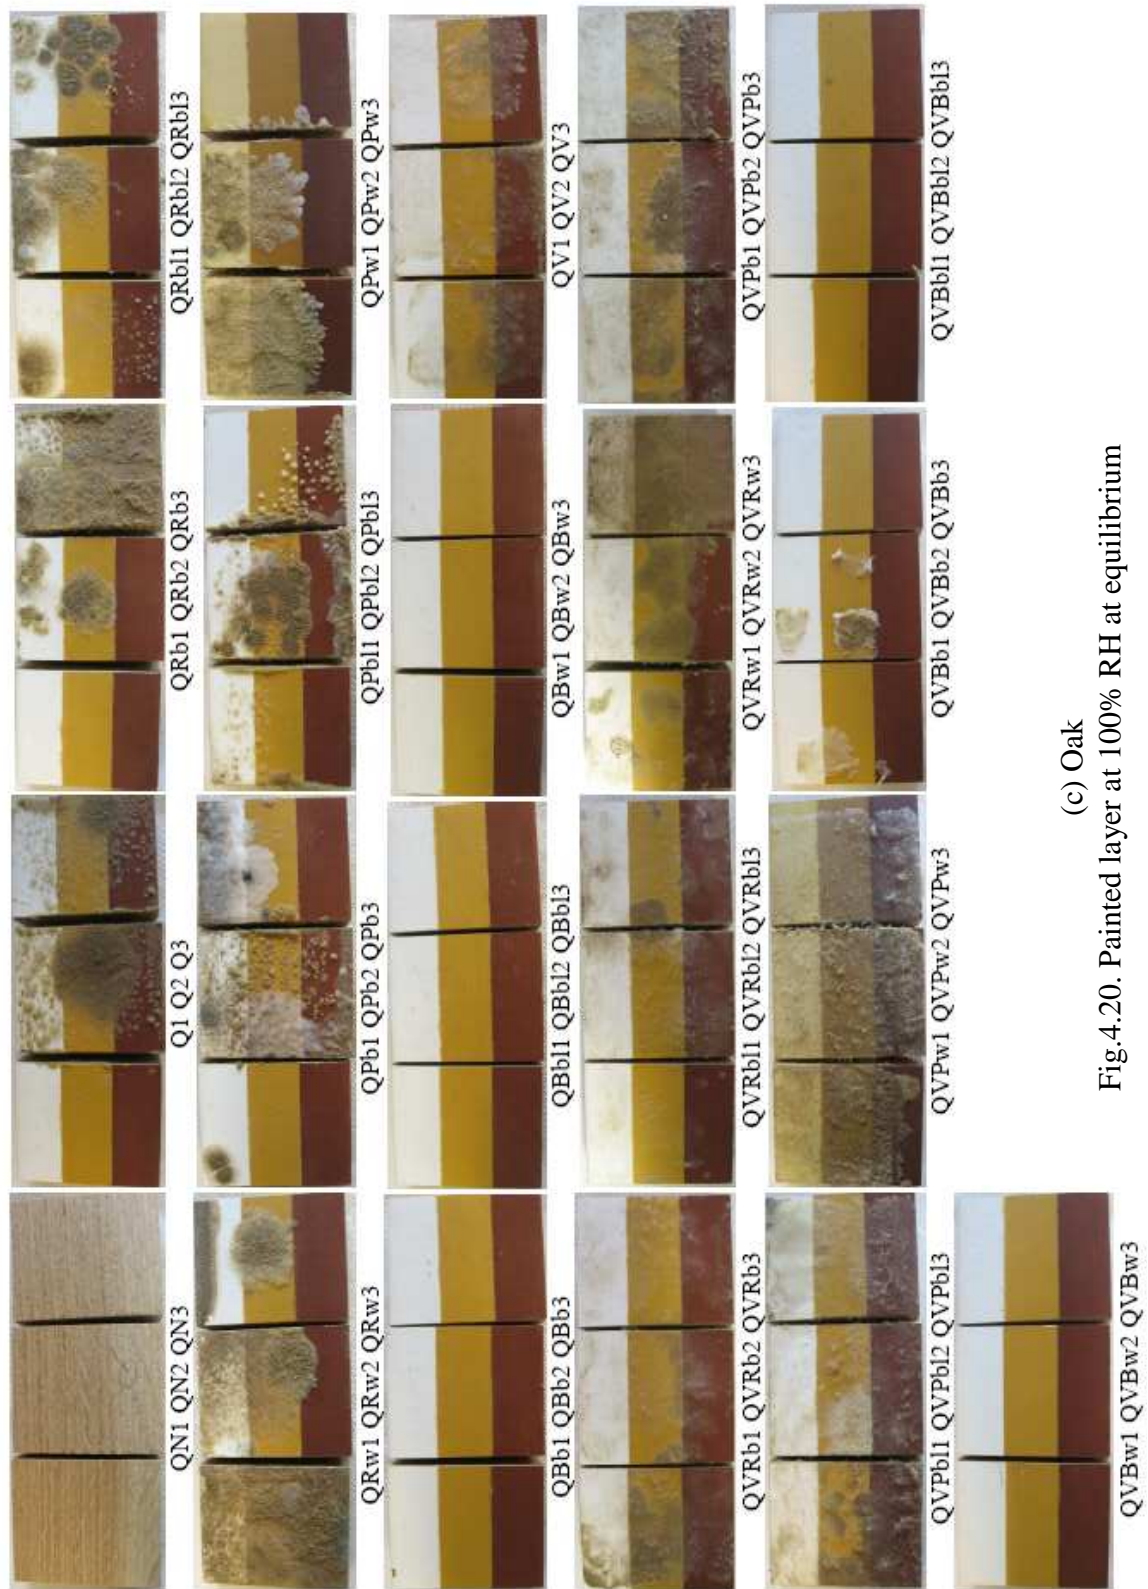 QN1 QN2 QN3
Q1 Q2 Q3
QRb1 QRb2 QRb3
QRbl1 QRbl2 QRbl3
QRw1 QRw2 QRw3
QPb1 QPb2 QPb3
QPbl1 QPbl2 QPbl3
QPw1 QPw2 QPw3
QBb1 QBb2 QBb3
QBbl1 QBbl2 QBbl3
QBw1 QBw2 QBw3
QV1 QV2 QV3
QVRb1 QVRb2 QVRb3
QVRbl1 QVRbl2 QVRbl3
QVRw1 QVRw2 QVRw3
QVPb1 QVPb2 QVPb3
QVPbl1 QVPbl2 QVPbl3
QVPw1 QVPw2 QVPw3
QVBb1 QVBb2 QVBb3
QVBbl1 QVBbl2 QVBbl3
QVBw1 QVBw2 QVBw3
(c) Oak
Fig.4.20. Painted layer at 100% RH at equilibrium